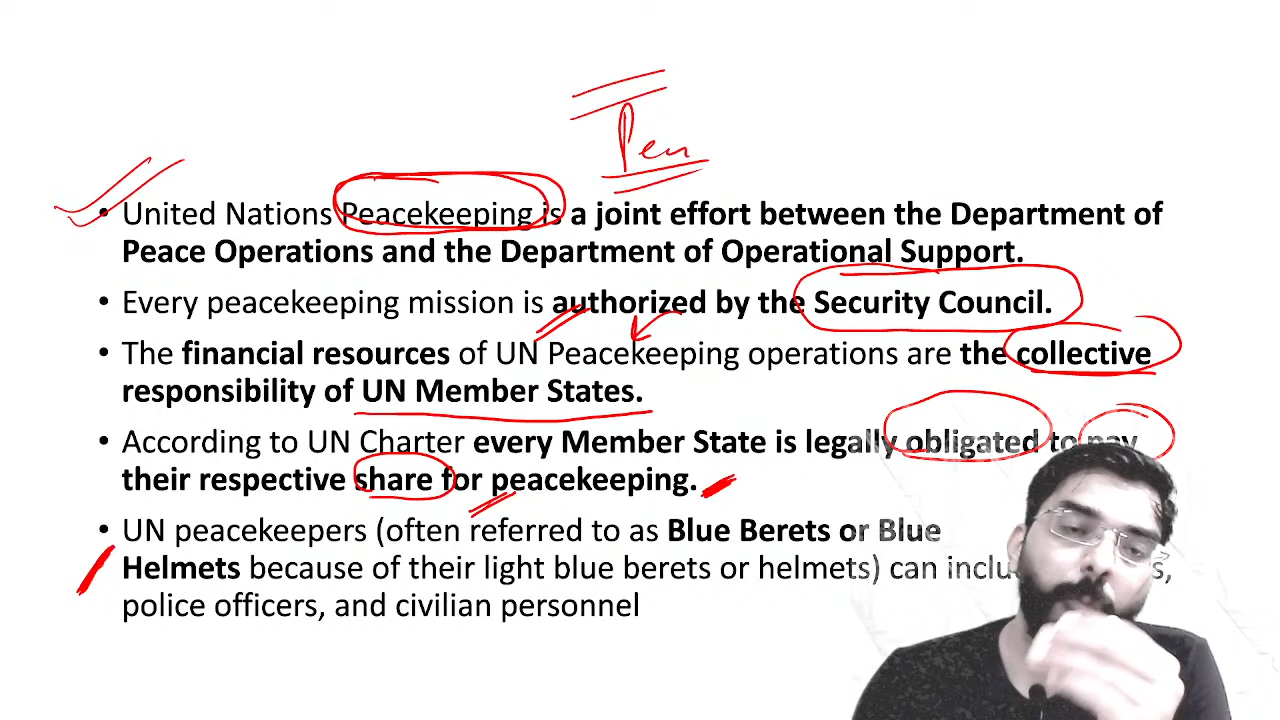 Pen
• United Nations Peacekeeping is a joint effort between the Department of
Peace Operations and the Department of Operational Support.
• Every peacekeeping mission is authorized by the Security Council.
• The financial resources of UN Peacekeeping operations are the collective
responsibility of UN Member States.
• According to UN Charter every Member State is legally obligated to pay
their respective share for peacekeeping.
• UN peacekeepers (often referred to as Blue Berets or Blue
Helmets because of their light blue berets or helmets) can
police officers, and civilian personnel